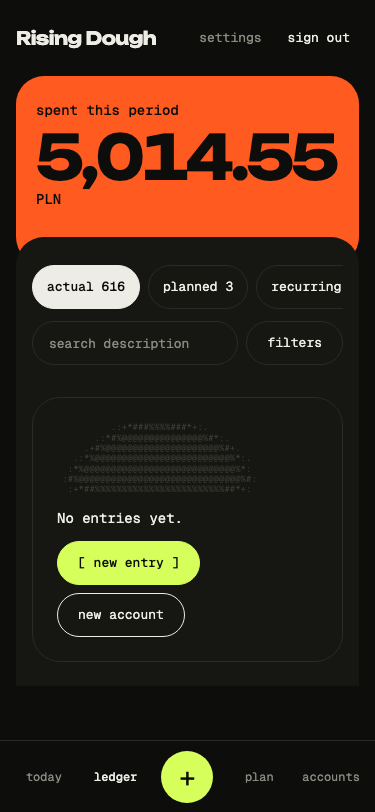 Rising Dough
settings
sign out
spent this period
5,014.55
PLN
actual 616
planned 3
recurring
search description
filters
No entries yet.
[ new entry ]
new account
today
ledger
+
plan
accounts